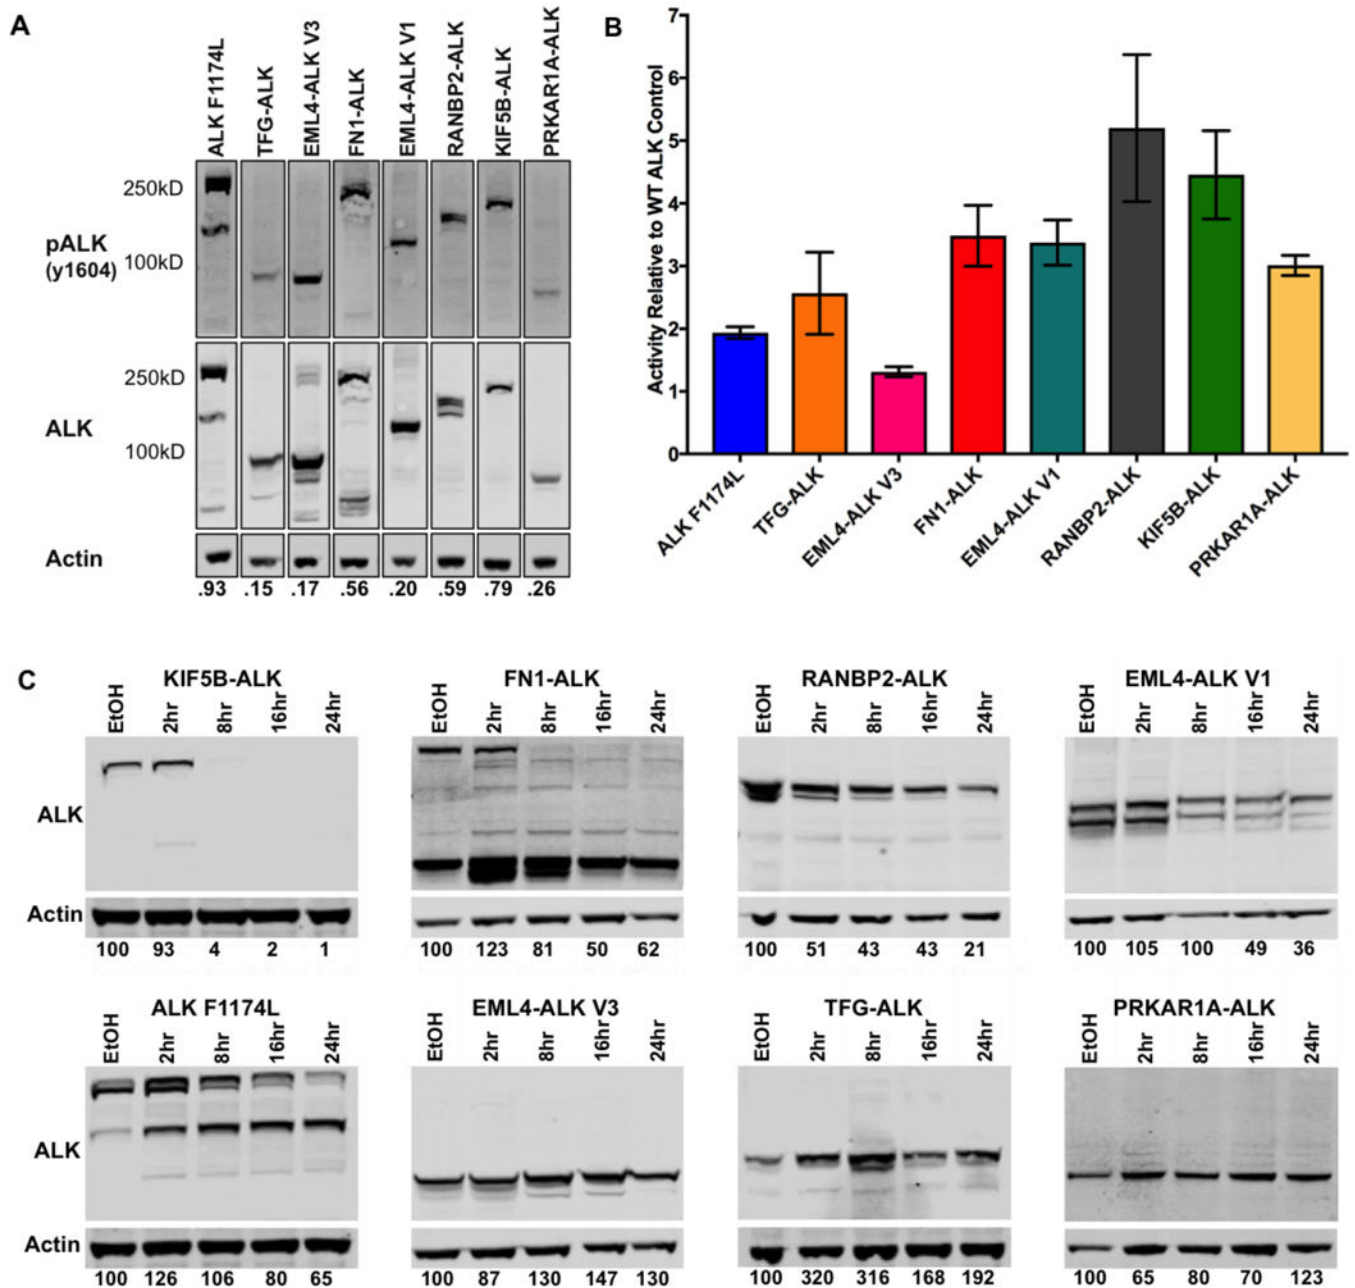 A
ALK F1174L
TFG-ALK
EML4-ALK V3
FN1-ALK
EML4-ALK V1
RANBP2-ALK
KIF5B-ALK
PRKAR1A-ALK
250kD
pALK
(y1604)
100kD
250kD
ALK
100kD
Actin
.93 .15 .17 .56 .20 .59 .79 .26
B
Activity Relative to WT ALK Control
7
6
5
4
3
2
1
0
ALK F1174L
TFG-ALK
EML4-ALK V3
FN1-ALK
EML4-ALK V1
RANBP2-ALK
KIF5B-ALK
PRKAR1A-ALK
C
KIF5B-ALK
EtOH 2hr 8hr 16hr 24hr
ALK
Actin
100 93 4 2 1
FN1-ALK
EtOH 2hr 8hr 16hr 24hr
100 123 81 50 62
RANBP2-ALK
EtOH 2hr 8hr 16hr 24hr
100 51 43 43 21
EML4-ALK V1
EtOH 2hr 8hr 16hr 24hr
100 105 100 49 36
ALK F1174L
EtOH 2hr 8hr 16hr 24hr
ALK
Actin
100 126 106 80 65
EML4-ALK V3
EtOH 2hr 8hr 16hr 24hr
100 87 130 147 130
TFG-ALK
EtOH 2hr 8hr 16hr 24hr
100 320 316 168 192
PRKAR1A-ALK
EtOH 2hr 8hr 16hr 24hr
100 65 80 70 123